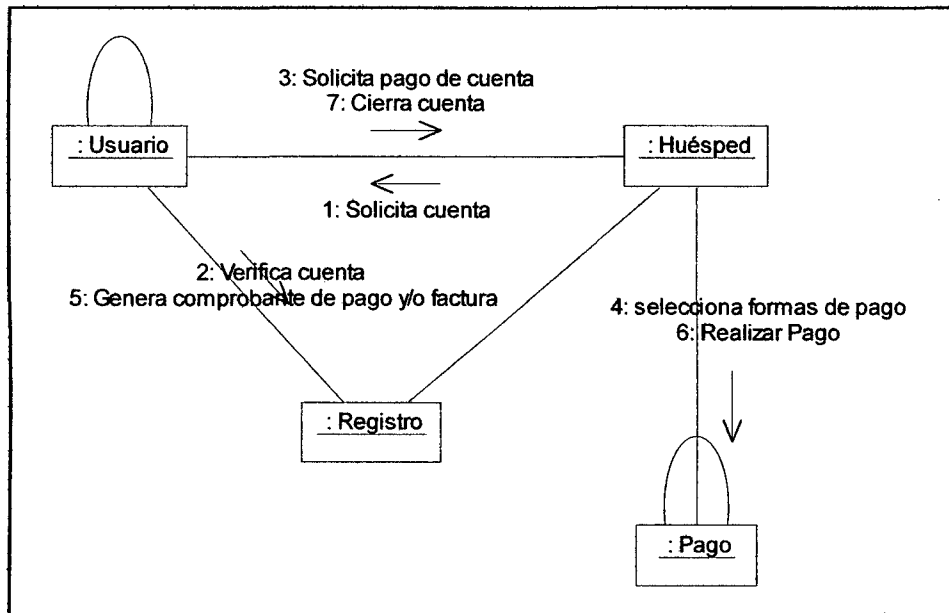 3: Solicita pago de cuenta
7: Cierra cuenta
: Usuario
: Huésped
1: Solicita cuenta
2: Verifica cuenta
5: Genera comprobante de pago y/o factura
4: selecciona formas de pago
6: Realizar Pago
: Registro
: Pago